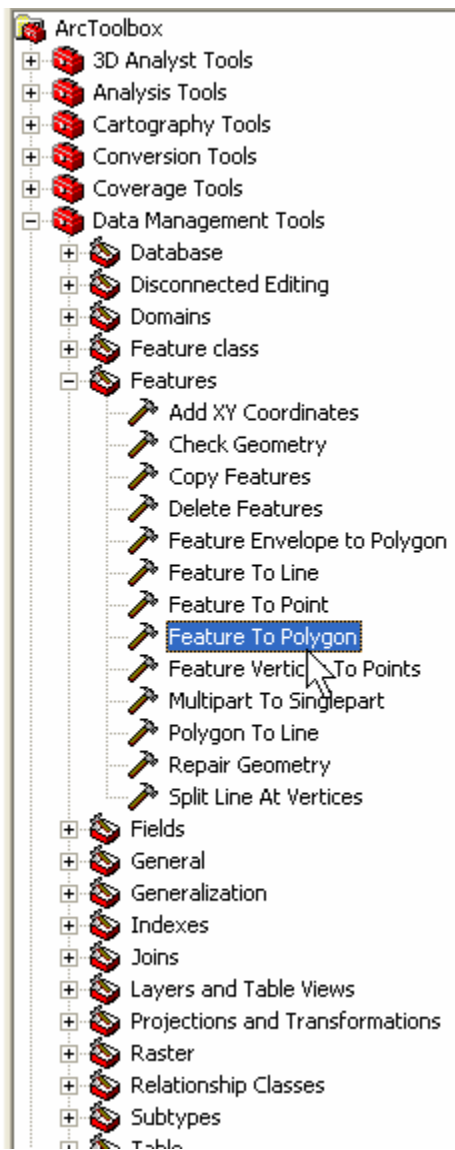 ArcToolbox
3D Analyst Tools
Analysis Tools
Cartography Tools
Conversion Tools
Coverage Tools
Data Management Tools
Database
Disconnected Editing
Domains
Feature class
Features
Add XY Coordinates
Check Geometry
Copy Features
Delete Features
Feature Envelope to Polygon
Feature To Line
Feature To Point
Feature To Polygon
Feature Vertic To Points
Multipart To Singlepart
Polygon To Line
Repair Geometry
Split Line At Vertices
Fields
General
Generalization
Indexes
Joins
Layers and Table Views
Projections and Transformations
Raster
Relationship Classes
Subtypes
Table